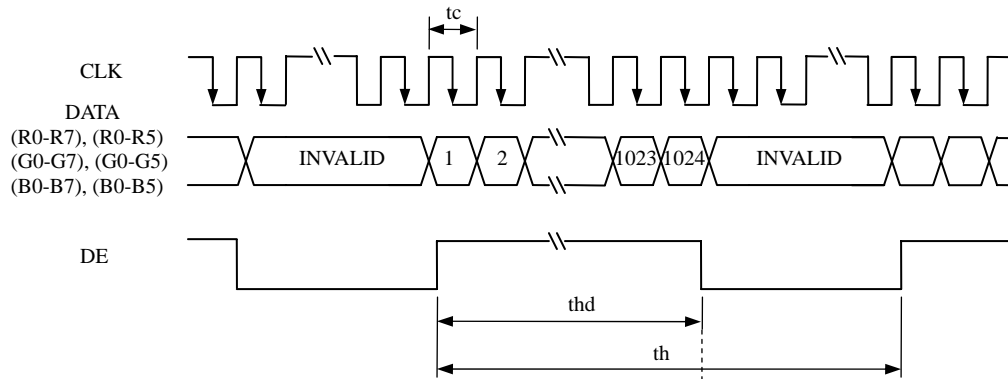 tc
CLK
DATA
(R0-R7), (R0-R5)
(G0-G7), (G0-G5)
(B0-B7), (B0-B5)
INVALID 1 2 1023 1024 INVALID
DE
thd
th